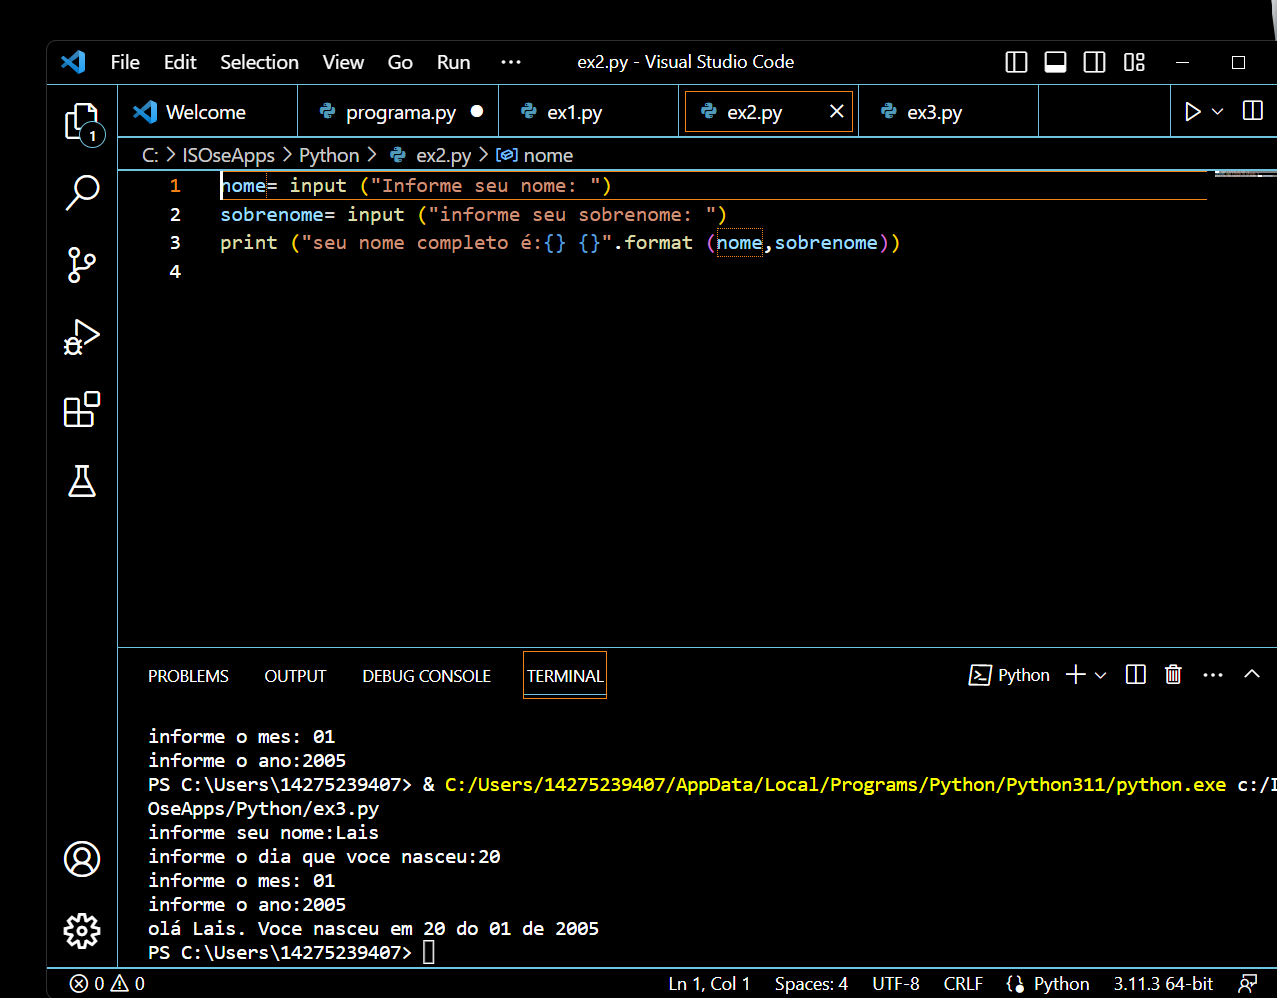 File Edit Selection View Go Run ··· ex2.py - Visual Studio Code
Welcome programa.py ex1.py ex2.py ex3.py
1
C: > ISOseApps > Python > ex2.py > nome
1 nome= input ("Informe seu nome: ")
2 sobrenome= input ("informe seu sobrenome: ")
3 print ("seu nome completo é:{} {}".format (nome,sobrenome))
4
PROBLEMS OUTPUT DEBUG CONSOLE TERMINAL Python
informe o mes: 01
informe o ano:2005
PS C:\Users\14275239407> & C:/Users/14275239407/AppData/Local/Programs/Python/Python311/python.exe c:/I
OseApps/Python/ex3.py
informe seu nome:Lais
informe o dia que voce nasceu:20
informe o mes: 01
informe o ano:2005
olá Lais. Voce nasceu em 20 do 01 de 2005
PS C:\Users\14275239407>
0 0 Ln 1, Col 1 Spaces: 4 UTF-8 CRLF Python 3.11.3 64-bit